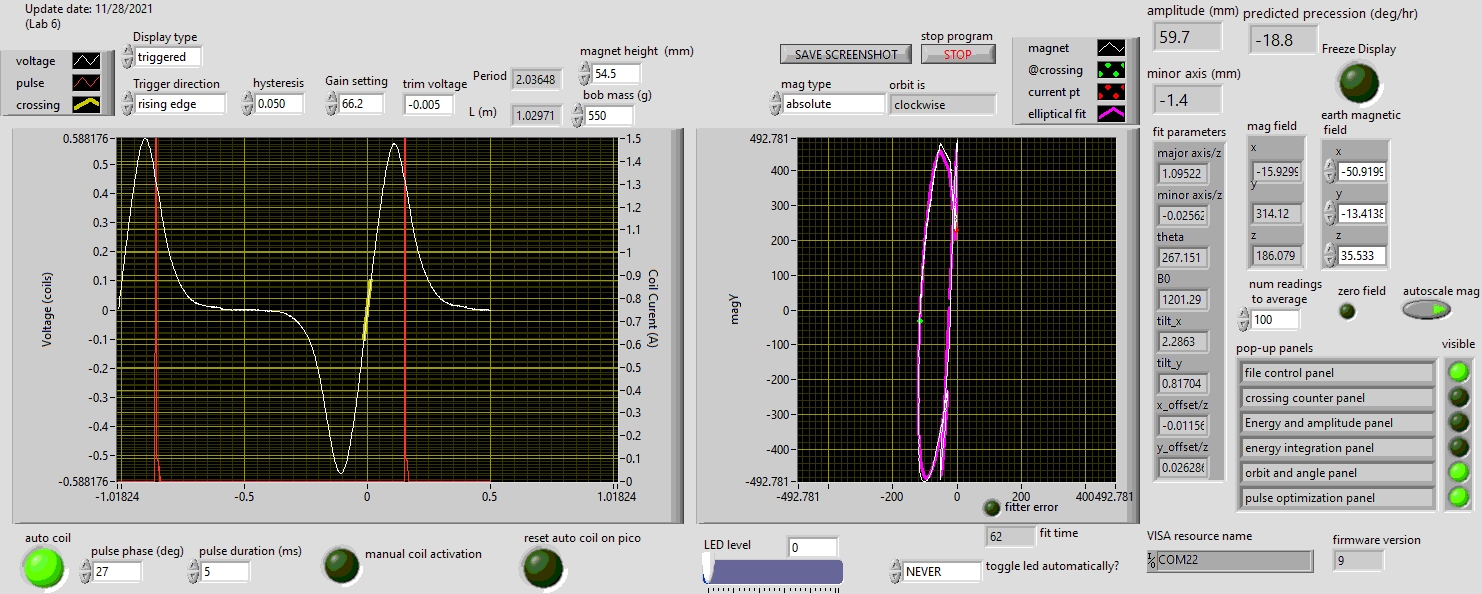 Update date: 11/28/2021
(Lab 6)
voltage
pulse
crossing
Display type
triggered
Trigger direction
rising edge
hysteresis
0.050
Gain setting
66.2
trim voltage
-0.005
Period
2.03648
L (m)
1.02971
magnet height (mm)
54.5
bob mass (g)
550
stop program
SAVE SCREENSHOT
STOP
mag type
absolute
orbit is
clockwise
magnet
@crossing
current pt
elliptical fit
amplitude (mm)
59.7
predicted precession (deg/hr)
-18.8
Freeze Display
minor axis (mm)
-1.4
fit parameters
major axis/z
1.09522
minor axis/z
-0.02562
theta
267.151
B0
1201.29
tilt_x
2.2863
tilt_y
0.81704
x_offset/z
-0.01156
y_offset/z
0.026286
mag field
x
-15.9299
y
314.12
z
186.079
earth magnetic
field
x
-50.9199
y
-13.4138
z
35.533
num readings
to average
100
zero field
autoscale mag
pop-up panels
visible
file control panel
crossing counter panel
Energy and amplitude panel
energy integration panel
orbit and angle panel
pulse optimization panel
Voltage (coils)
0.588176
0.5
0.4
0.3
0.2
0.1
0
-0.1
-0.2
-0.3
-0.4
-0.5
-0.588176
-1.01824
-0.5
0
0.5
1.01824
1.5
1.4
1.3
1.2
1.1
1
0.9
0.8
0.7
0.6
0.5
0.4
0.3
0.2
0.1
0
Coil Curent (A)
magy
492.781
400
300
200
100
0
-100
-200
-300
-400
-492.781
-492.781
-200
0
200
400
492.781
fitter error
auto coil
pulse phase (deg)
27
pulse duration (ms)
5
manual coil activation
reset auto coil on pico
LED level
0
62
fit time
NEVER
toggle led automatically?
VISA resource name
COM22
firmware version
9